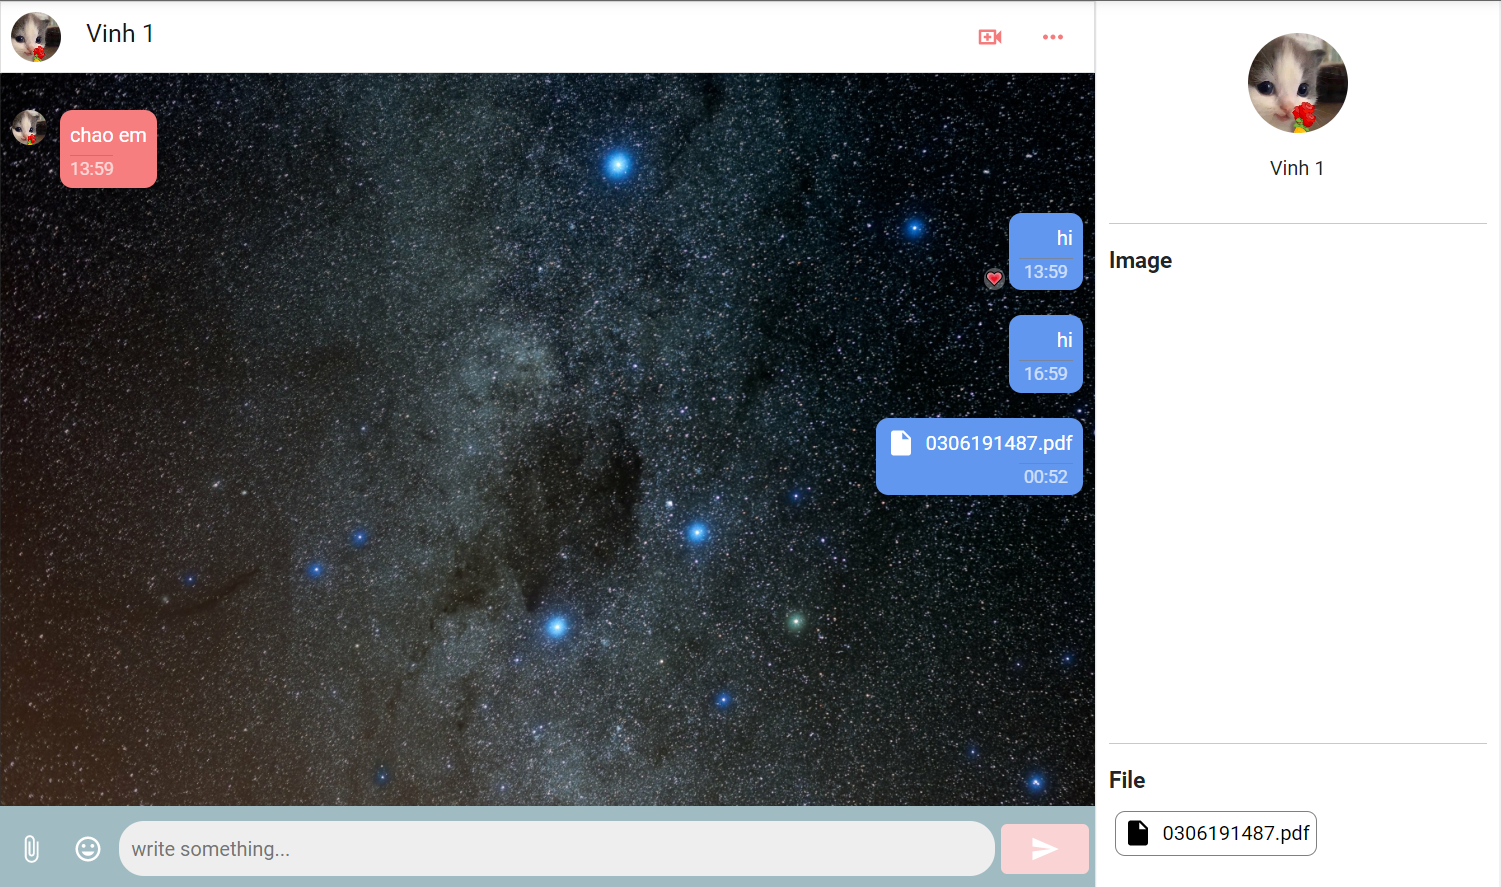 Vinh 1
chao em
13:59
hi
13:59
hi
16:59
0306191487.pdf
00:52
write something...
Vinh 1
Image
File
0306191487.pdf